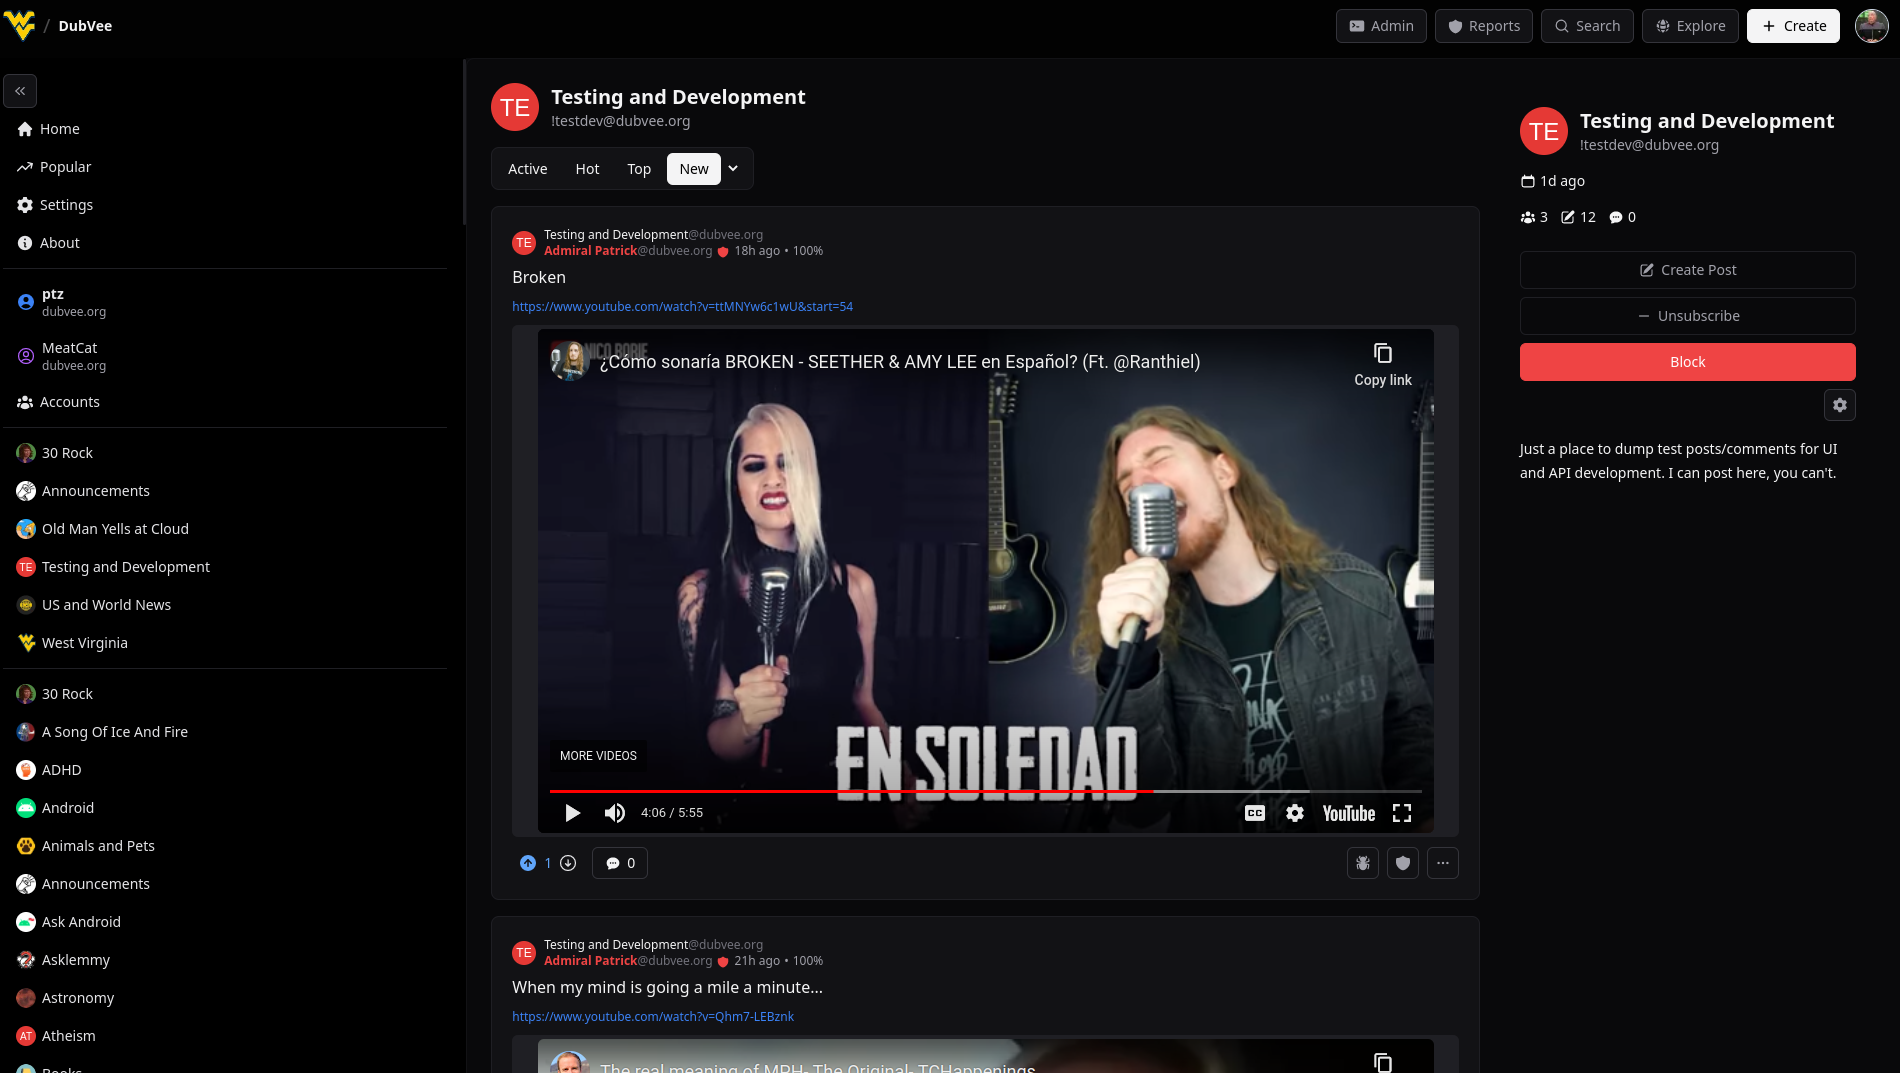 DubVee
Admin
Reports
Search
Explore
Create
Home
Popular
Settings
About
ptz
dubvee.org
MeatCat
dubvee.org
Accounts
30 Rock
Announcements
Old Man Yells at Cloud
TE Testing and Development
US and World News
West Virginia
30 Rock
A Song Of Ice And Fire
ADHD
Android
Animals and Pets
Announcements
Ask Android
Asklemmy
Astronomy
AT Atheism
Books
TE
Testing and Development
!testdev@dubvee.org
Active Hot Top New
TE
Testing and Development@dubvee.org
Admiral Patrick@dubvee.org 18h ago • 100%
Broken
https://www.youtube.com/watch?v=ttMNYw6c1wU&start=54
NICO BORIE
¿Cómo sonaría BROKEN - SEETHER & AMY LEE en Español? (Ft. @Ranthiel)
Copy link
PINK
FLOYD
EN SOLEDAD
MORE VIDEOS
4:06 / 5:55
CC
YouTube
1
0
TE
Testing and Development@dubvee.org
Admiral Patrick@dubvee.org 21h ago • 100%
When my mind is going a mile a minute...
https://www.youtube.com/watch?v=Qhm7-LEBznk
The real meaning of MPH- The Original- TCHappenings
TE
Testing and Development
!testdev@dubvee.org
1d ago
3 12 0
Create Post
Unsubscribe
Block
Just a place to dump test posts/comments for UI
and API development. I can post here, you can't.